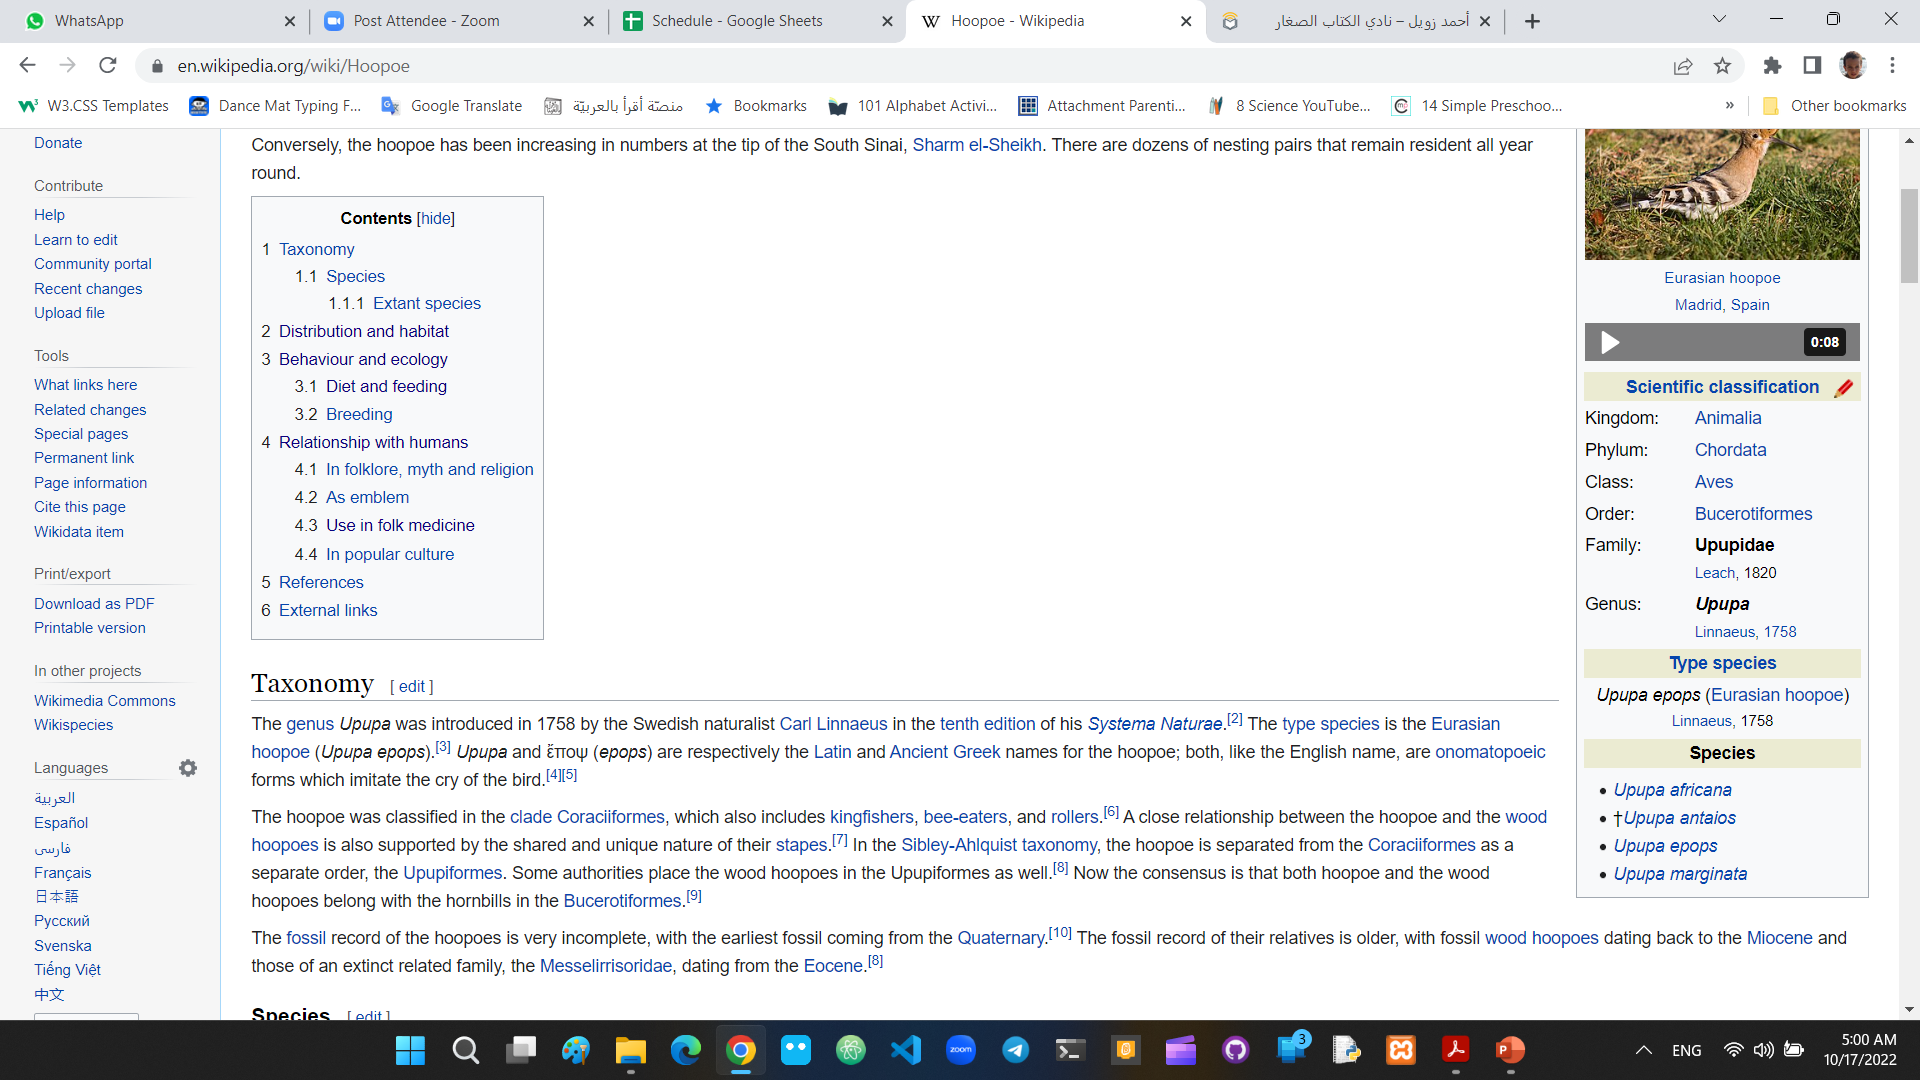 WhatsApp
Post Attendee - Zoom
Schedule - Google Sheets
Hoopoe - Wikipedia
أحمد زويل – نادي الكتاب الصغار
en.wikipedia.org/wiki/Hoopoe
W3.CSS Templates
Dance Mat Typing F...
Google Translate
منصّة أقرأ بالعربيّة
Bookmarks
101 Alphabet Activi...
Attachment Parenti...
8 Science YouTube...
14 Simple Preschoo...
»
Other bookmarks
Donate
Contribute
Help
Learn to edit
Community portal
Recent changes
Upload file
Tools
What links here
Related changes
Special pages
Permanent link
Page information
Cite this page
Wikidata item
Print/export
Download as PDF
Printable version
In other projects
Wikimedia Commons
Wikispecies
Languages
العربية
Español
فارسی
Français
日本語
Русский
Svenska
Tiếng Việt
中文
Conversely, the hoopoe has been increasing in numbers at the tip of the South Sinai, Sharm el-Sheikh. There are dozens of nesting pairs that remain resident all year
round.
Contents [hide]
1 Taxonomy
1.1 Species
1.1.1 Extant species
2 Distribution and habitat
3 Behaviour and ecology
3.1 Diet and feeding
3.2 Breeding
4 Relationship with humans
4.1 In folklore, myth and religion
4.2 As emblem
4.3 Use in folk medicine
4.4 In popular culture
5 References
6 External links
Taxonomy [ edit ]
The genus Upupa was introduced in 1758 by the Swedish naturalist Carl Linnaeus in the tenth edition of his Systema Naturae.[2] The type species is the Eurasian
hoopoe (Upupa epops).[3] Upupa and ἔποψ (epops) are respectively the Latin and Ancient Greek names for the hoopoe; both, like the English name, are onomatopoeic
forms which imitate the cry of the bird.[4][5]
The hoopoe was classified in the clade Coraciiformes, which also includes kingfishers, bee-eaters, and rollers.[6] A close relationship between the hoopoe and the wood
hoopoes is also supported by the shared and unique nature of their stapes.[7] In the Sibley-Ahlquist taxonomy, the hoopoe is separated from the Coraciiformes as a
separate order, the Upupiformes. Some authorities place the wood hoopoes in the Upupiformes as well.[8] Now the consensus is that both hoopoe and the wood
hoopoes belong with the hornbills in the Bucerotiformes.[9]
The fossil record of the hoopoes is very incomplete, with the earliest fossil coming from the Quaternary.[10] The fossil record of their relatives is older, with fossil wood hoopoes dating back to the Miocene and
those of an extinct related family, the Messelirrisoridae, dating from the Eocene.[8]
Species [ edit ]
Eurasian hoopoe
Madrid, Spain
0:08
Scientific classification
Kingdom: Animalia
Phylum: Chordata
Class: Aves
Order: Bucerotiformes
Family: Upupidae
Leach, 1820
Genus: Upupa
Linnaeus, 1758
Type species
Upupa epops (Eurasian hoopoe)
Linnaeus, 1758
Species
• Upupa africana
• †Upupa antaios
• Upupa epops
• Upupa marginata
zoom
3
ENG
5:00 AM
10/17/2022